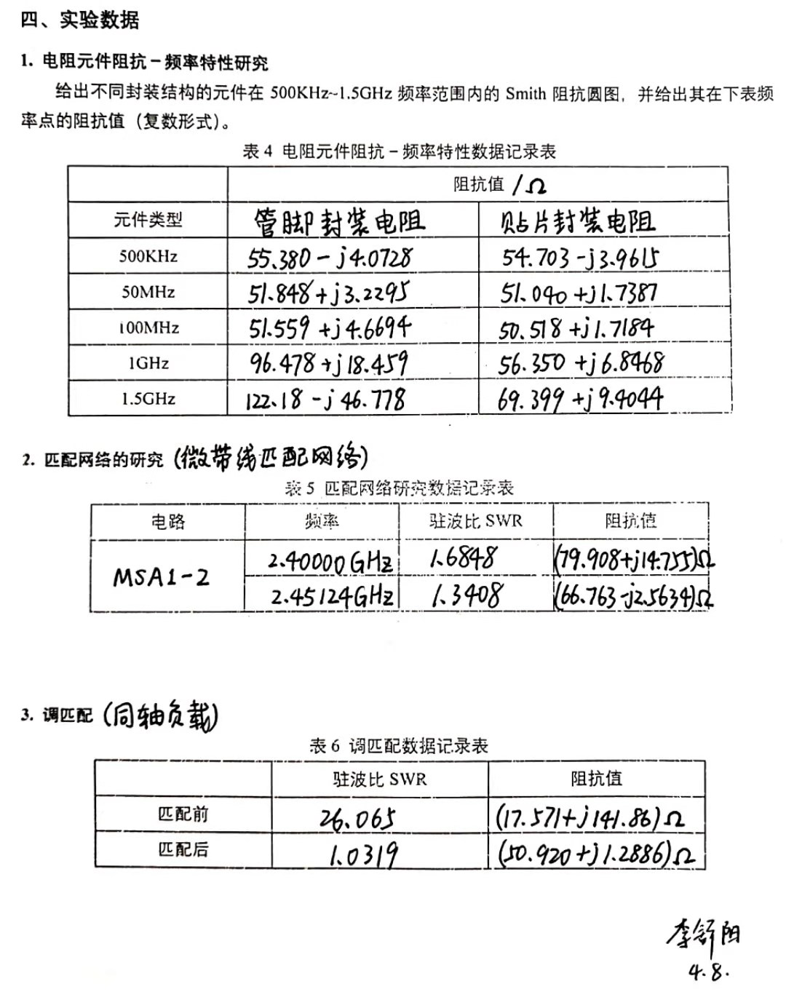 四、实验数据
1. 电阻元件阻抗－频率特性研究
给出不同封装结构的元件在 500KHz~1.5GHz 频率范围内的 Smith 阻抗圆图，并给出其在下表频
率点的阻抗值（复数形式）。
表 4 电阻元件阻抗－频率特性数据记录表
阻抗值 /Ω
元件类型 管脚封装电阻 贴片封装电阻
500KHz 55.380-j4.0728 54.703-j3.9615
50MHz 51.848+j3.2295 51.040+j1.7387
100MHz 51.559+j4.6694 50.518+j1.7184
1GHz 96.478+j18.459 56.350+j6.8468
1.5GHz 122.18-j46.778 69.399+j9.4044
2. 匹配网络的研究(微带线匹配网络)
表 5 匹配网络研究数据记录表
电路 频率 驻波比 SWR 阻抗值
MSA1-2 2.40000GHz 1.6848 (79.908+j14.755)Ω
2.45124GHz 1.3408 (66.763-j2.5634)Ω
3. 调匹配(同轴负载)
表 6 调匹配数据记录表
驻波比 SWR 阻抗值
匹配前 26.065 (17.571+j141.86)Ω
匹配后 1.0319 (50.920+j1.2886)Ω
李舒阳
4.8.